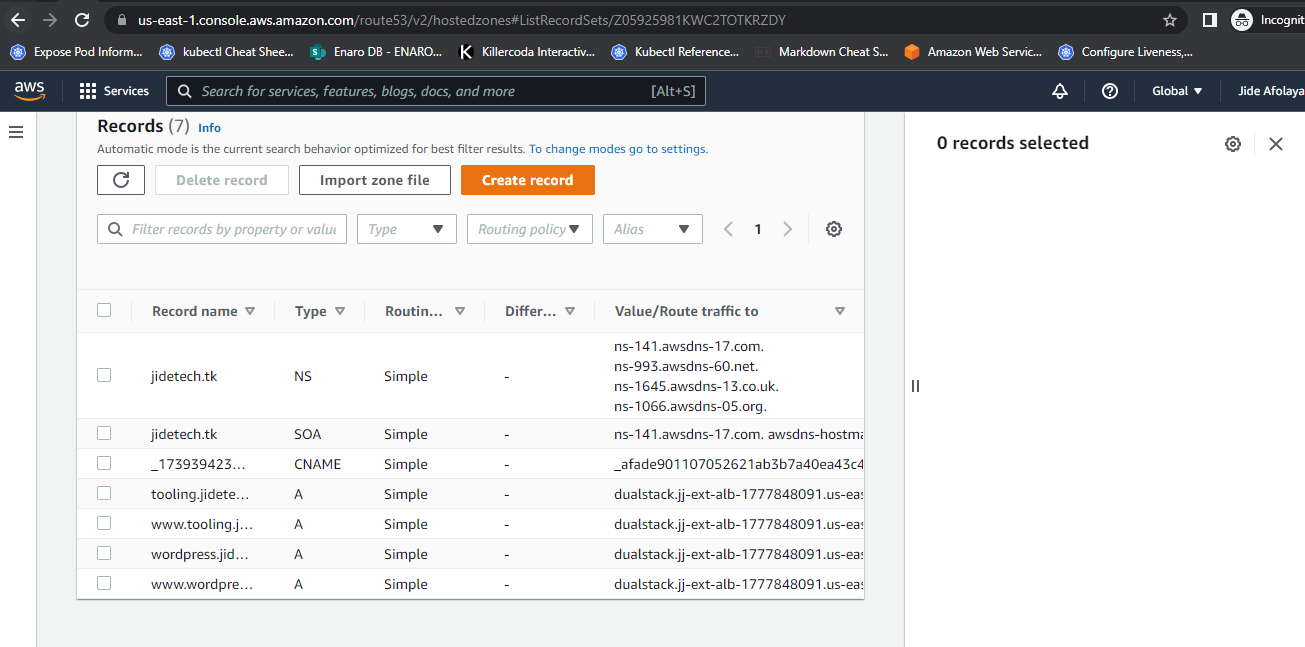 us-east-1.console.aws.amazon.com/route53/v2/hostedzones#ListRecordSets/Z05925981KWC2TOTKRZDY
Incognit
Expose Pod Inform... kubectl Cheat Shee... Enaro DB - ENARO... Killercoda Interactiv... Kubectl Reference... Markdown Cheat S... Amazon Web Servic... Configure Liveness,...
aws Services Search for services, features, blogs, docs, and more [Alt+S] Global Jide Afolaya
Records (7) Info
Automatic mode is the current search behavior optimized for best filter results. To change modes go to settings.
Delete record Import zone file Create record
Filter records by property or value Type Routing policy Alias 1
Record name Type Routin... Differ... Value/Route traffic to
jidetech.tk NS Simple - ns-141.awsdns-17.com.
ns-993.awsdns-60.net.
ns-1645.awsdns-13.co.uk.
ns-1066.awsdns-05.org.
jidetech.tk SOA Simple - ns-141.awsdns-17.com. awsdns-hostma
_173939423... CNAME Simple - _afade901107052621ab3b7a40ea43c4
tooling.jidete... A Simple - dualstack.jj-ext-alb-1777848091.us-eas
www.tooling.j... A Simple - dualstack.jj-ext-alb-1777848091.us-eas
wordpress.jid... A Simple - dualstack.jj-ext-alb-1777848091.us-eas
www.wordpre... A Simple - dualstack.jj-ext-alb-1777848091.us-eas
0 records selected